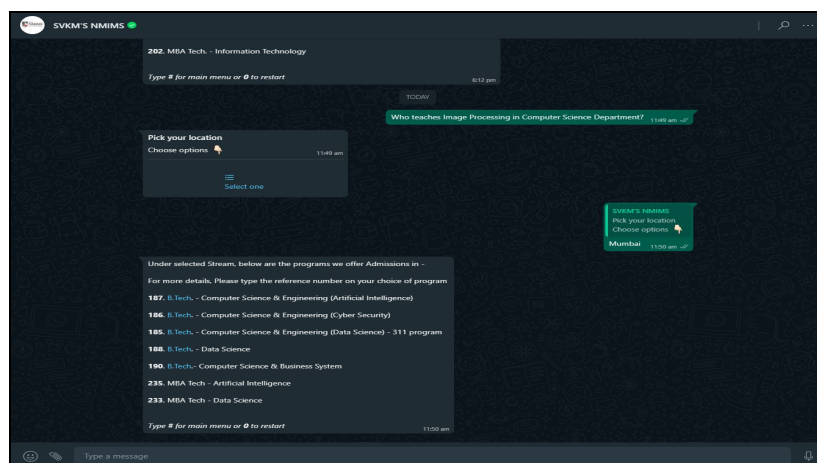 SVKM'S NMIMS
202. MBA Tech. - Information Technology
Type # for main menu or 0 to restart
6:12 pm
TODAY
Who teaches Image Processing in Computer Science Department? 11:49 am
Pick your location
Choose options 👇🏻 11:49 am
Select one
SVKM'S NMIMS
Pick your location
Choose options 👇🏻
Mumbai 11:50 am
Under selected Stream, below are the programs we offer Admissions in -
For more details, Please type the reference number on your choice of program
187. B.Tech. - Computer Science & Engineering (Artificial Intelligence)
186. B.Tech. - Computer Science & Engineering (Cyber Security)
185. B.Tech. - Computer Science & Engineering (Data Science) - 311 program
188. B.Tech. - Data Science
190. B.Tech.- Computer Science & Business System
235. MBA Tech - Artificial Intelligence
233. MBA Tech - Data Science
Type # for main menu or 0 to restart
11:50 am
Type a message